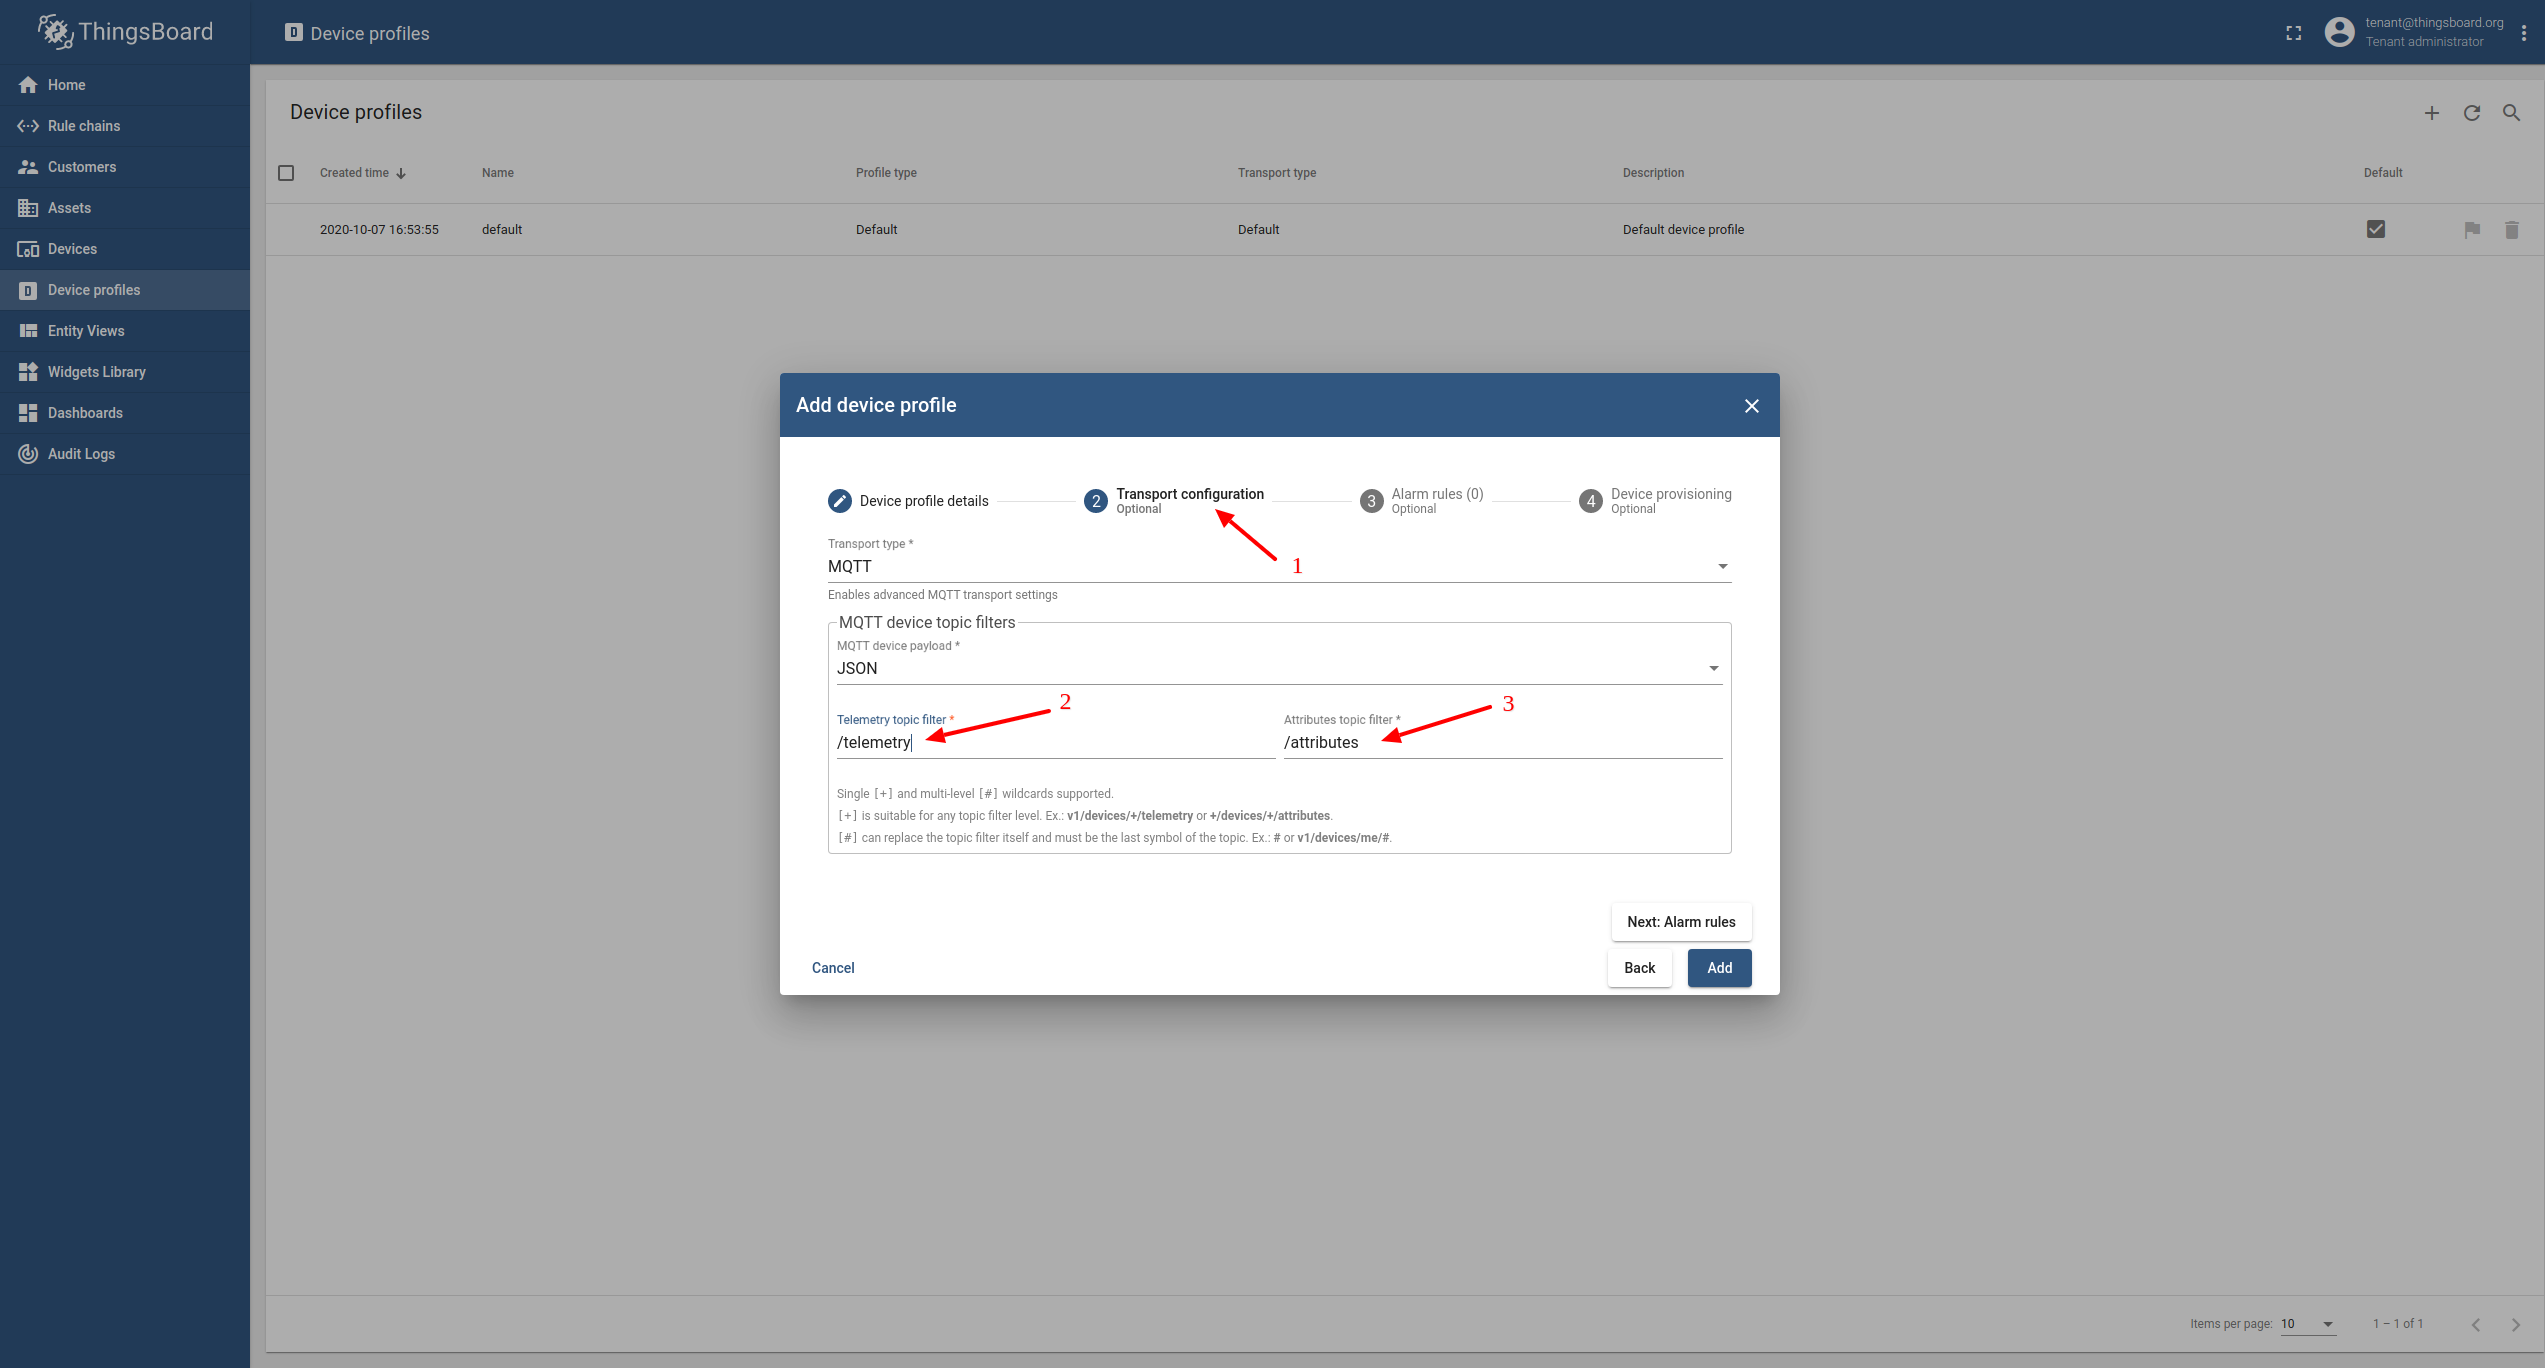 ThingsBoard
D Device profiles
tenant@thingsboard.org
Tenant administrator
Home
Rule chains
Customers
Assets
Devices
D Device profiles
Entity Views
Widgets Library
Dashboards
Audit Logs
Device profiles
Created time Name Profile type Transport type Description Default
2020-10-07 16:53:55 default Default Default Default device profile
Add device profile
Device profile details
2 Transport configuration
Optional
3 Alarm rules (0)
Optional
4 Device provisioning
Optional
1
Transport type *
MQTT
Enables advanced MQTT transport settings
MQTT device topic filters
MQTT device payload *
JSON
2
3
Telemetry topic filter * Attributes topic filter *
/telemetry /attributes
Single [+] and multi-level [#] wildcards supported.
[+] is suitable for any topic filter level. Ex.: v1/devices/+/telemetry or +/devices/+/attributes.
[#] can replace the topic filter itself and must be the last symbol of the topic. Ex.: # or v1/devices/me/#.
Next: Alarm rules
Cancel Back Add
Items per page: 10 1 – 1 of 1